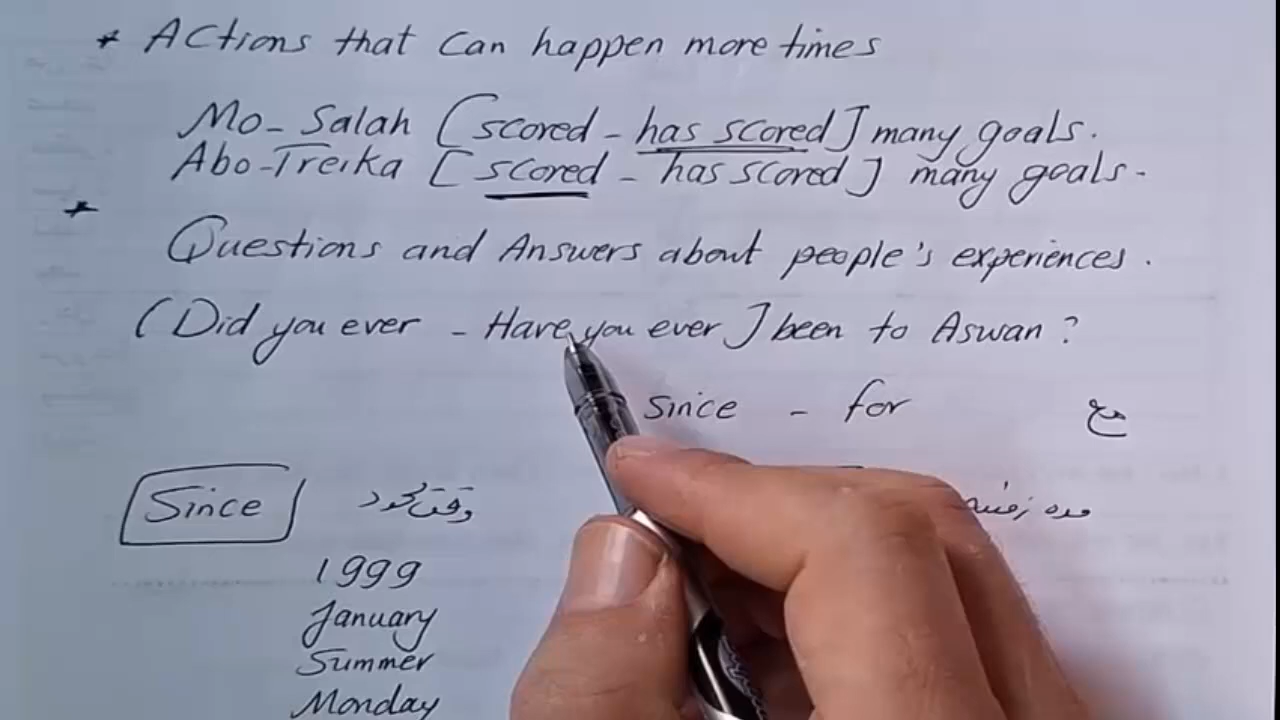 * Actions that can happen more times
Mo-Salah [scored - has scored] many goals.
Abo-Treika [scored - has scored] many goals.
* Questions and Answers about people's experiences.
(Did you ever - Have you ever] been to Aswan?
Since - for
مع
Since وقت محدد
مده زمنيه
1999
January
Summer
Monday